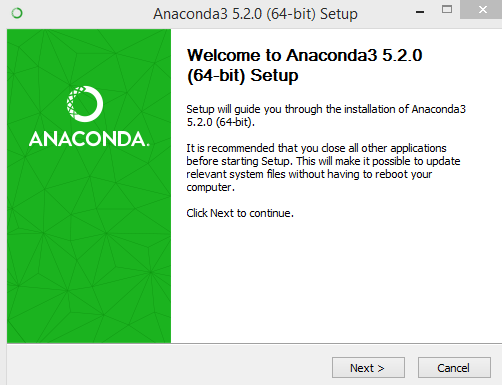 Anaconda3 5.2.0 (64-bit) Setup
ANACONDA.
Welcome to Anaconda3 5.2.0
(64-bit) Setup
Setup will guide you through the installation of Anaconda3
5.2.0 (64-bit).
It is recommended that you close all other applications
before starting Setup. This will make it possible to update
relevant system files without having to reboot your
computer.
Click Next to continue.
Next >
Cancel